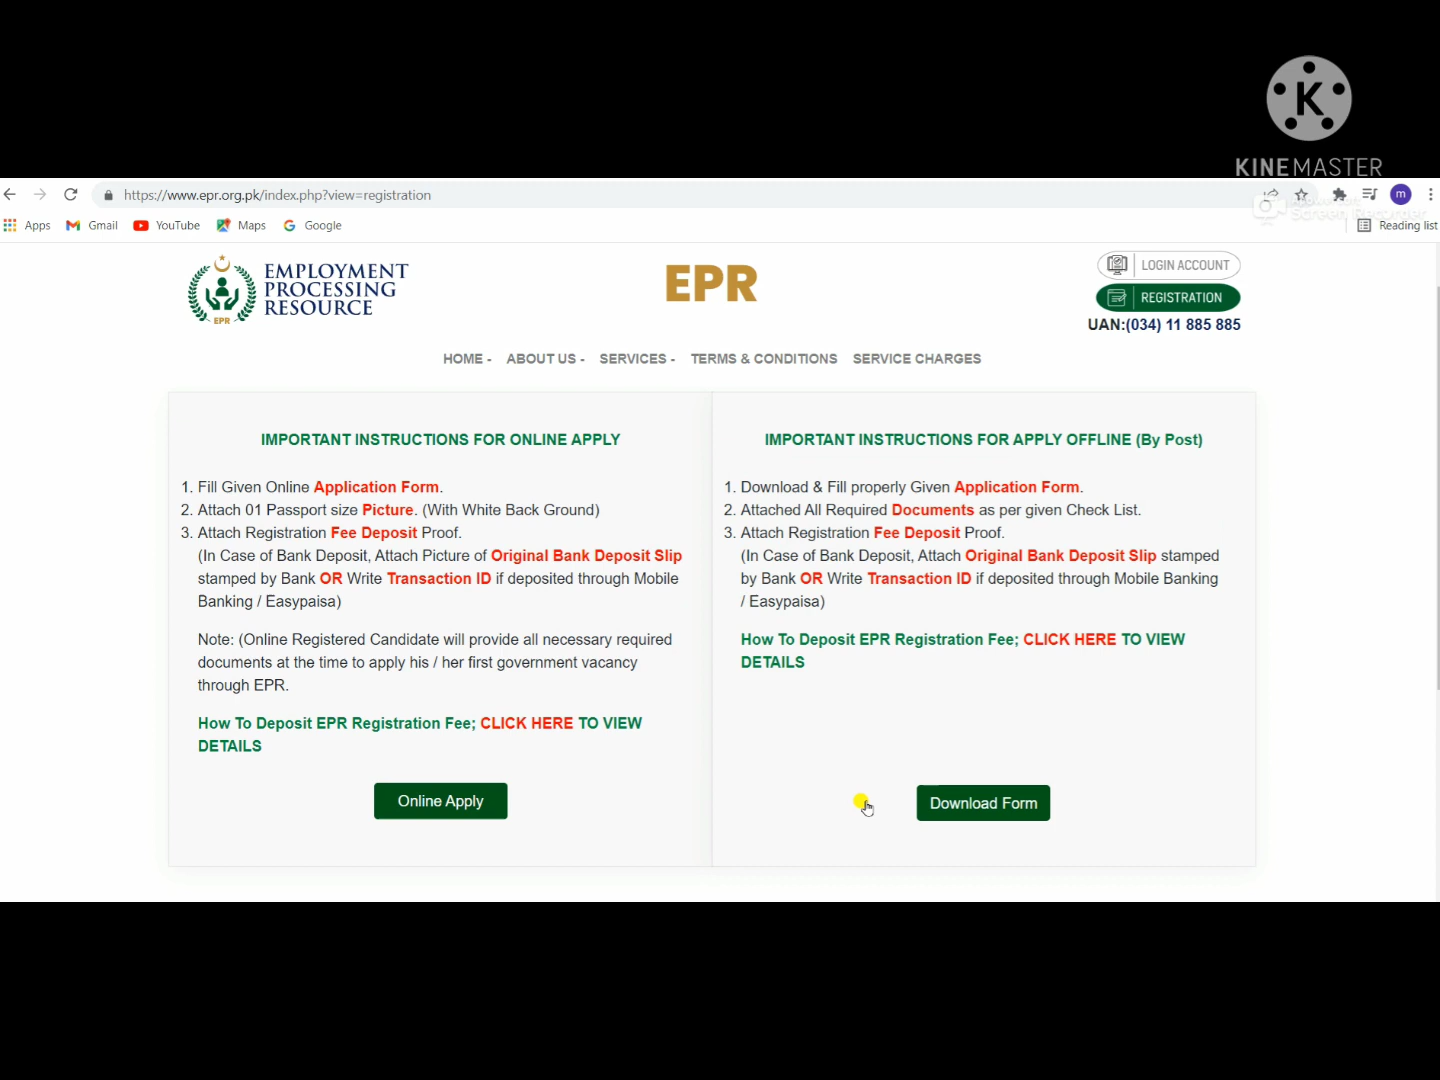 K
KINEMASTER
https://www.epr.org.pk/index.php?view=registration
m
Screen Recorder
Apps Gmail YouTube Maps Google Reading list
EMPLOYMENT
PROCESSING
RESOURCE
EPR
EPR
LOGIN ACCOUNT
REGISTRATION
UAN:(034) 11 885 885
HOME - ABOUT US - SERVICES - TERMS & CONDITIONS SERVICE CHARGES
IMPORTANT INSTRUCTIONS FOR ONLINE APPLY
1. Fill Given Online Application Form.
2. Attach 01 Passport size Picture. (With White Back Ground)
3. Attach Registration Fee Deposit Proof.
(In Case of Bank Deposit, Attach Picture of Original Bank Deposit Slip
stamped by Bank OR Write Transaction ID if deposited through Mobile
Banking / Easypaisa)
Note: (Online Registered Candidate will provide all necessary required
documents at the time to apply his / her first government vacancy
through EPR.
How To Deposit EPR Registration Fee; CLICK HERE TO VIEW
DETAILS
Online Apply
IMPORTANT INSTRUCTIONS FOR APPLY OFFLINE (By Post)
1. Download & Fill properly Given Application Form.
2. Attached All Required Documents as per given Check List.
3. Attach Registration Fee Deposit Proof.
(In Case of Bank Deposit, Attach Original Bank Deposit Slip stamped
by Bank OR Write Transaction ID if deposited through Mobile Banking
/ Easypaisa)
How To Deposit EPR Registration Fee; CLICK HERE TO VIEW
DETAILS
Download Form